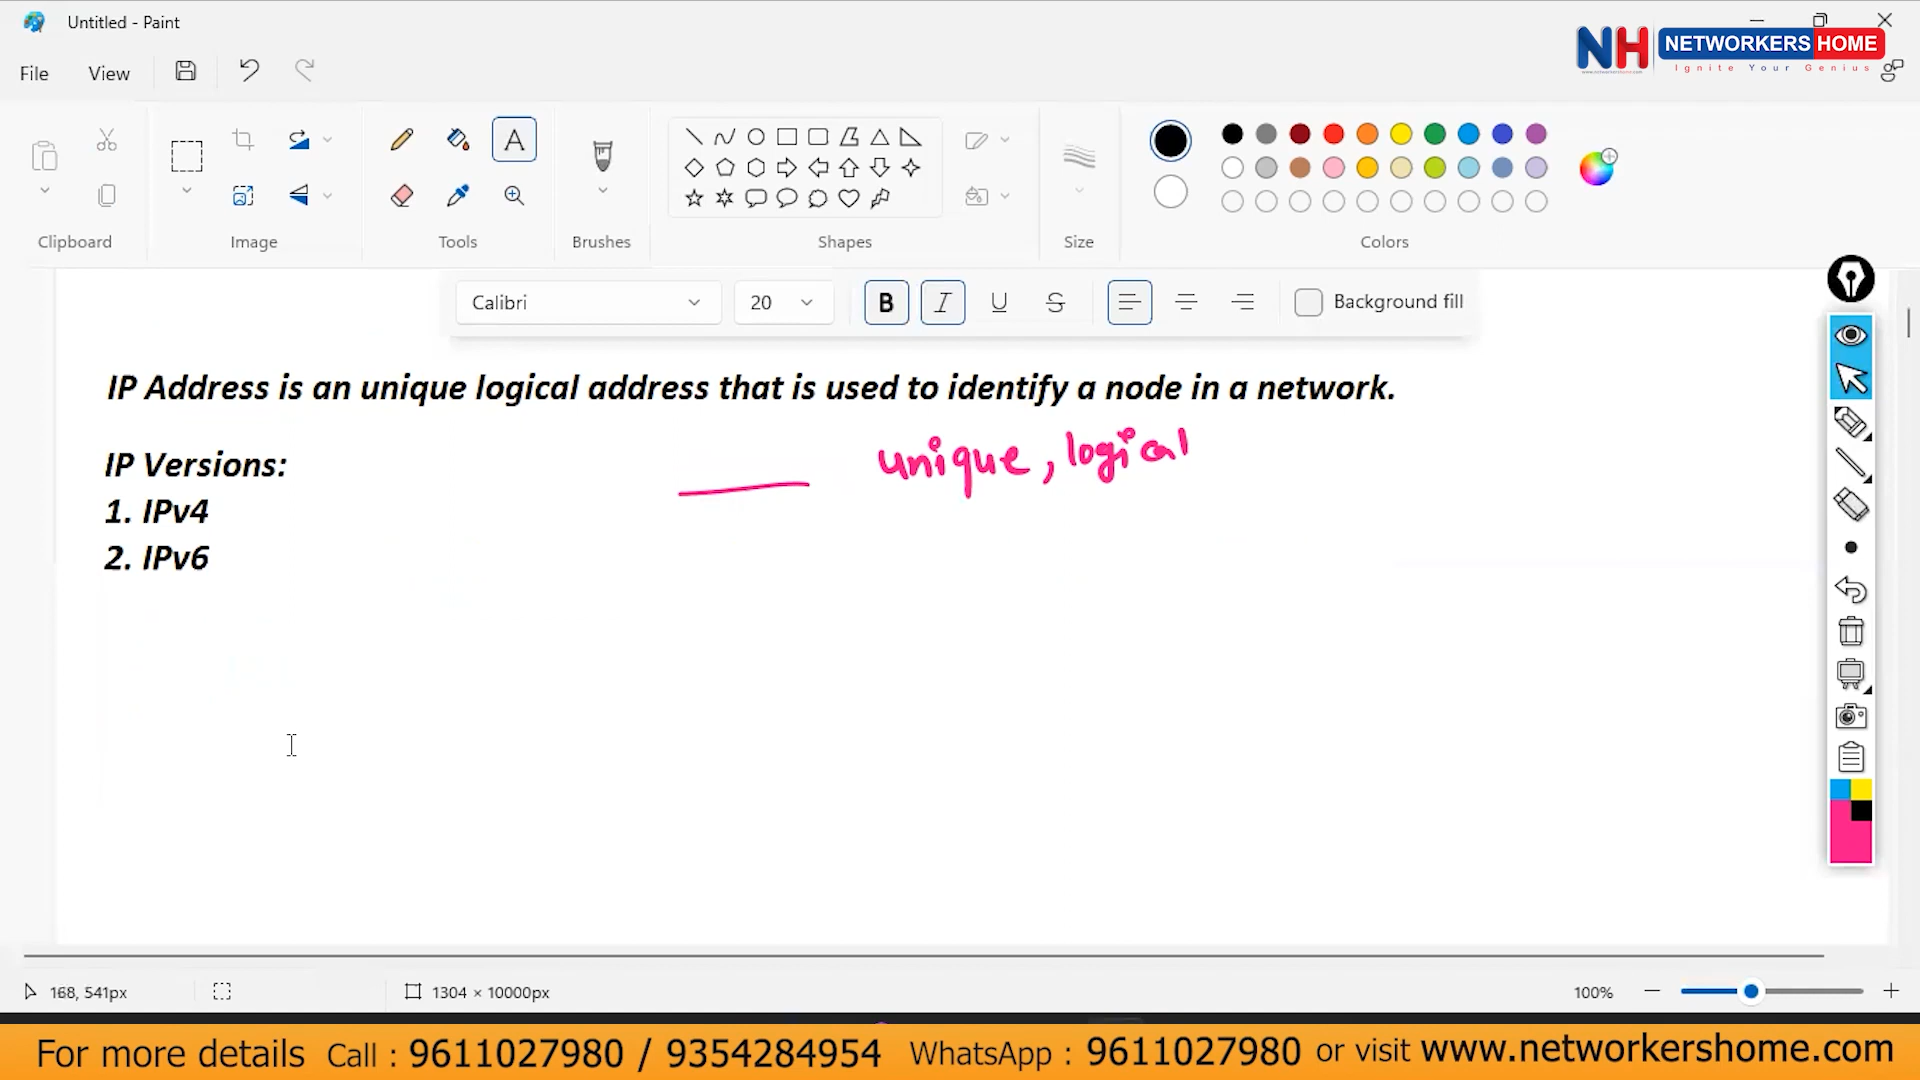 Untitled - Paint
NH NETWORKERS HOME
Ignite Your Genius
File View
A
Clipboard Image Tools Brushes Shapes Size Colors
Calibri 20 B I U S Background fill
IP Address is an unique logical address that is used to identify a node in a network.
unique, logical
IP Versions:
1. IPv4
2. IPv6
168, 541px 1304 × 10000px 100%
For more details Call : 9611027980 / 9354284954 WhatsApp : 9611027980 or visit www.networkershome.com